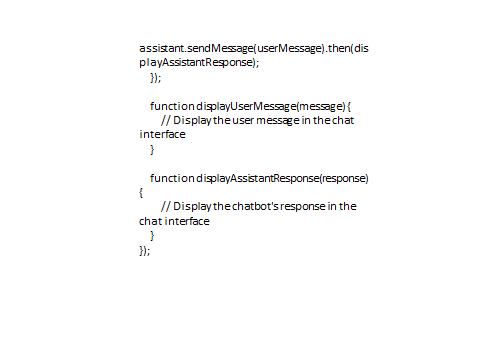 assistant.sendMessage(userMessage).then(dis
playAssistantResponse);
});
function displayUserMessage(message) {
// Display the user message in the chat
interface
}
function displayAssistantResponse(response)
{
// Display the chatbot's response in the
chat interface
}
});